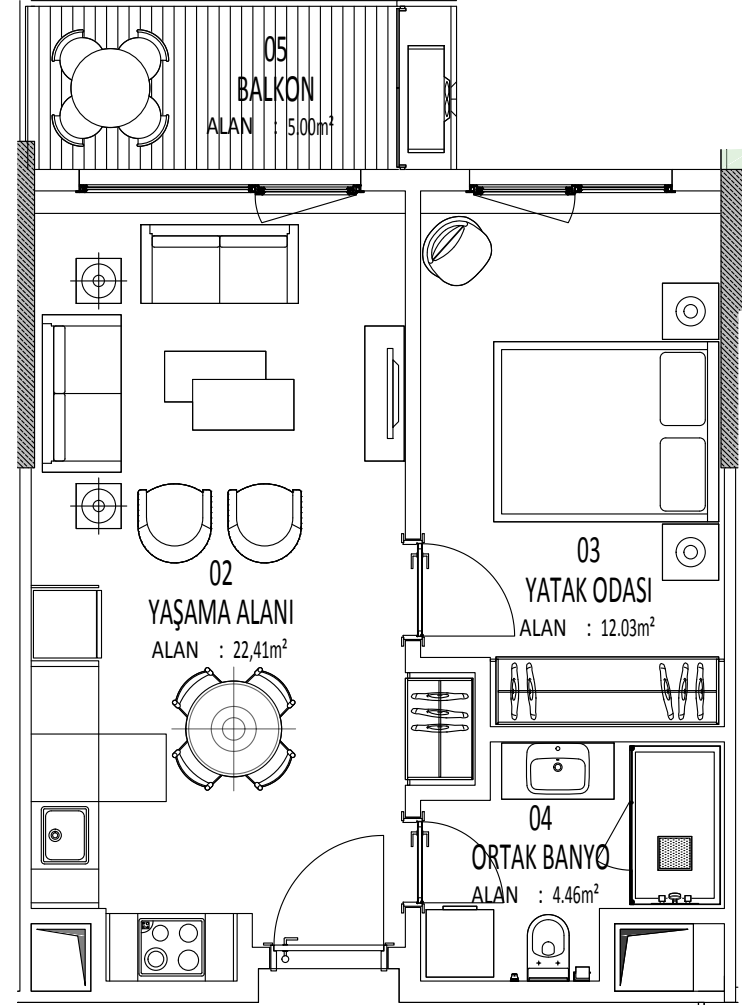 05
BALKON
ALAN : 5.00m²
02
YAŞAMA ALANI
ALAN : 22,41m²
03
YATAK ODASI
ALAN : 12.03m²
04
ORTAK BANYO
ALAN : 4.46m²